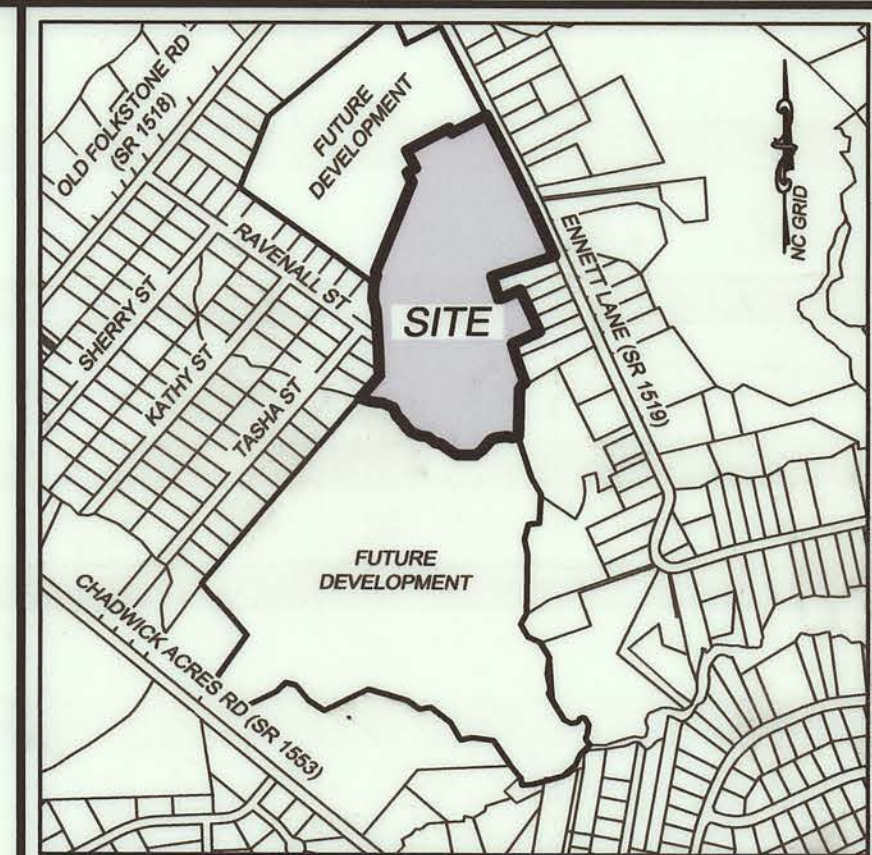 OLD FOLKSTONE RD
(SR 1518)
FUTURE
DEVELOPMENT
NC GRID
RAVENALL ST
ENNETT LANE (SR 1519)
SHERRY ST
SITE
KATHY ST
TASHA ST
FUTURE
DEVELOPMENT
CHADWICK ACRES RD (SR 1553)